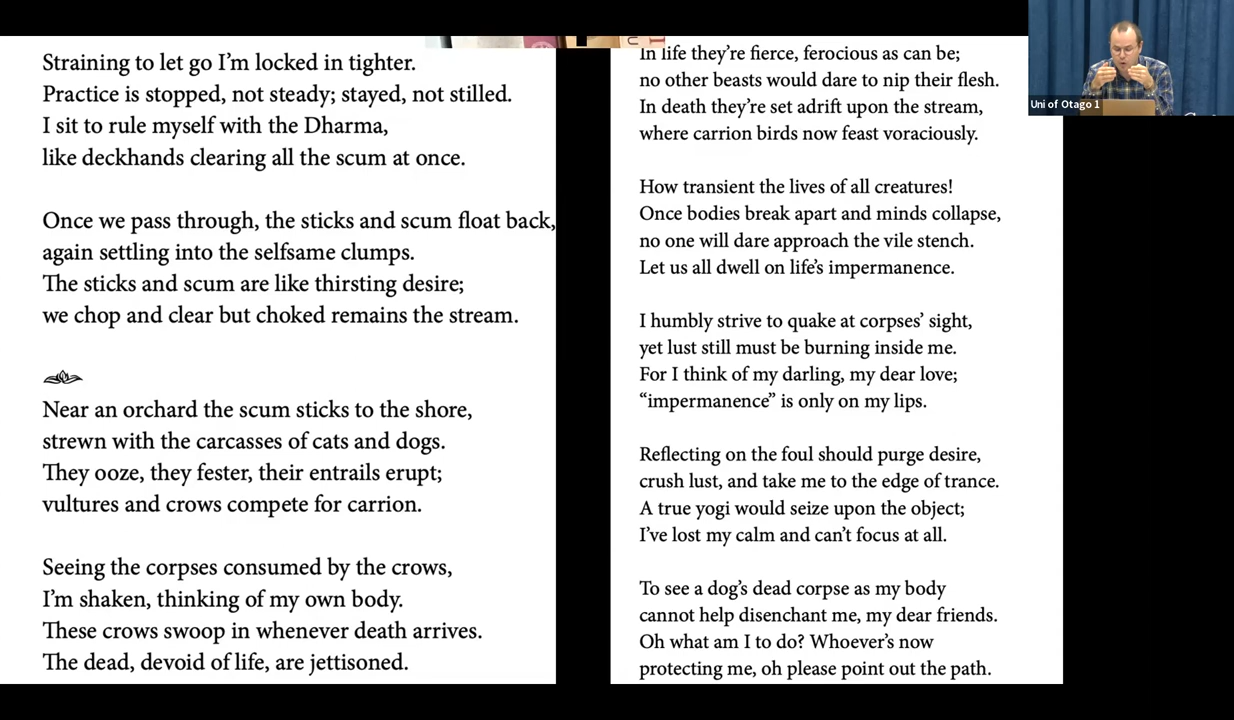 Straining to let go I'm locked in tighter.
Practice is stopped, not steady; stayed, not stilled.
I sit to rule myself with the Dharma,
like deckhands clearing all the scum at once.
Once we pass through, the sticks and scum float back,
again settling into the selfsame clumps.
The sticks and scum are like thirsting desire;
we chop and clear but choked remains the stream.
Near an orchard the scum sticks to the shore,
strewn with the carcasses of cats and dogs.
They ooze, they fester, their entrails erupt;
vultures and crows compete for carrion.
Seeing the corpses consumed by the crows,
I'm shaken, thinking of my own body.
These crows swoop in whenever death arrives.
The dead, devoid of life, are jettisoned.
In life they're fierce, ferocious as can be;
no other beasts would dare to nip their flesh.
In death they're set adrift upon the stream,
where carrion birds now feast voraciously.
How transient the lives of all creatures!
Once bodies break apart and minds collapse,
no one will dare approach the vile stench.
Let us all dwell on life's impermanence.
I humbly strive to quake at corpses' sight,
yet lust still must be burning inside me.
For I think of my darling, my dear love;
“impermanence” is only on my lips.
Reflecting on the foul should purge desire,
crush lust, and take me to the edge of trance.
A true yogi would seize upon the object;
I've lost my calm and can't focus at all.
To see a dog's dead corpse as my body
cannot help disenchant me, my dear friends.
Oh what am I to do? Whoever's now
protecting me, oh please point out the path.
Uni of Otago 1